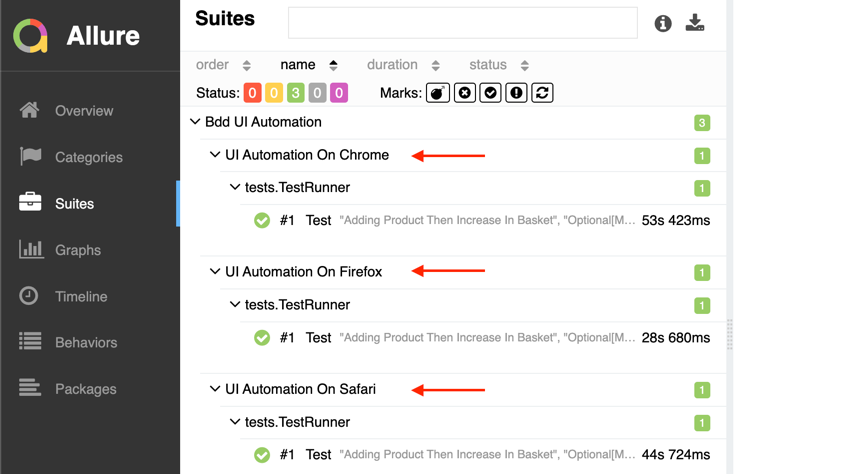 Allure
Overview
Categories
Suites
Graphs
Timeline
Behaviors
Packages
Suites
order name duration status
Status: 0 0 3 0 0 Marks:
Bdd UI Automation 3
UI Automation On Chrome 1
tests.TestRunner 1
#1 Test "Adding Product Then Increase In Basket", "Optional[M... 53s 423ms
UI Automation On Firefox 1
tests.TestRunner 1
#1 Test "Adding Product Then Increase In Basket", "Optional[M... 28s 680ms
UI Automation On Safari 1
tests.TestRunner 1
#1 Test "Adding Product Then Increase In Basket", "Optional[M... 44s 724ms